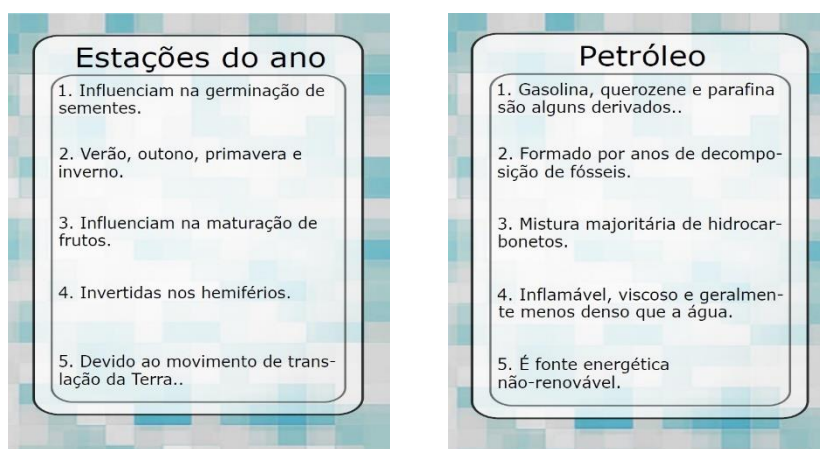 Estações do ano
1. Influenciam na germinação de
sementes.
2. Verão, outono, primavera e
inverno.
3. Influenciam na maturação de
frutos.
4. Invertidas nos hemiférios.
5. Devido ao movimento de trans-
lação da Terra..
Petróleo
1. Gasolina, querozene e parafina
são alguns derivados..
2. Formado por anos de decompo-
sição de fósseis.
3. Mistura majoritária de hidrocar-
bonetos.
4. Inflamável, viscoso e geralmen-
te menos denso que a água.
5. É fonte energética
não-renovável.